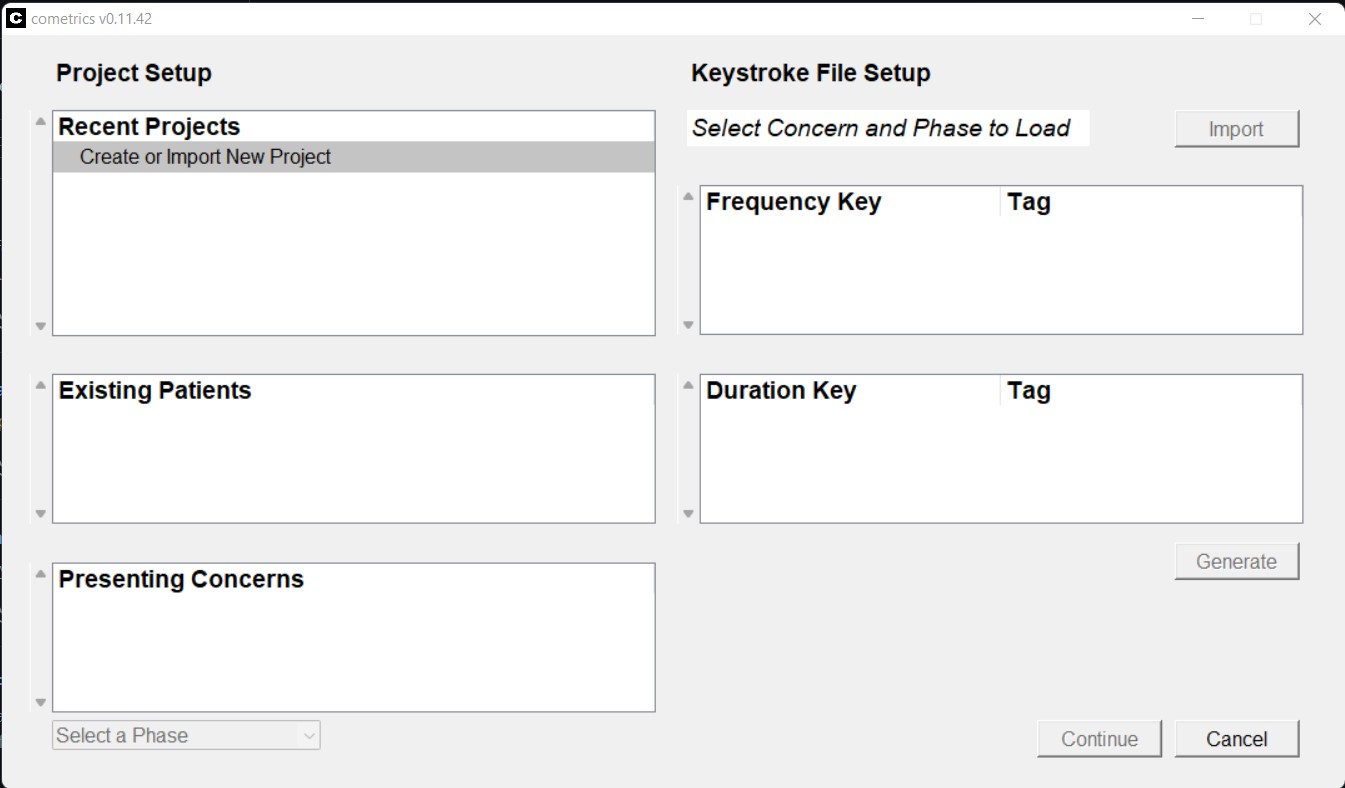 C cometrics v0.11.42
Project Setup
Recent Projects
Create or Import New Project
Existing Patients
Presenting Concerns
Select a Phase
Keystroke File Setup
Select Concern and Phase to Load
Import
Frequency Key Tag
Duration Key Tag
Generate
Continue Cancel